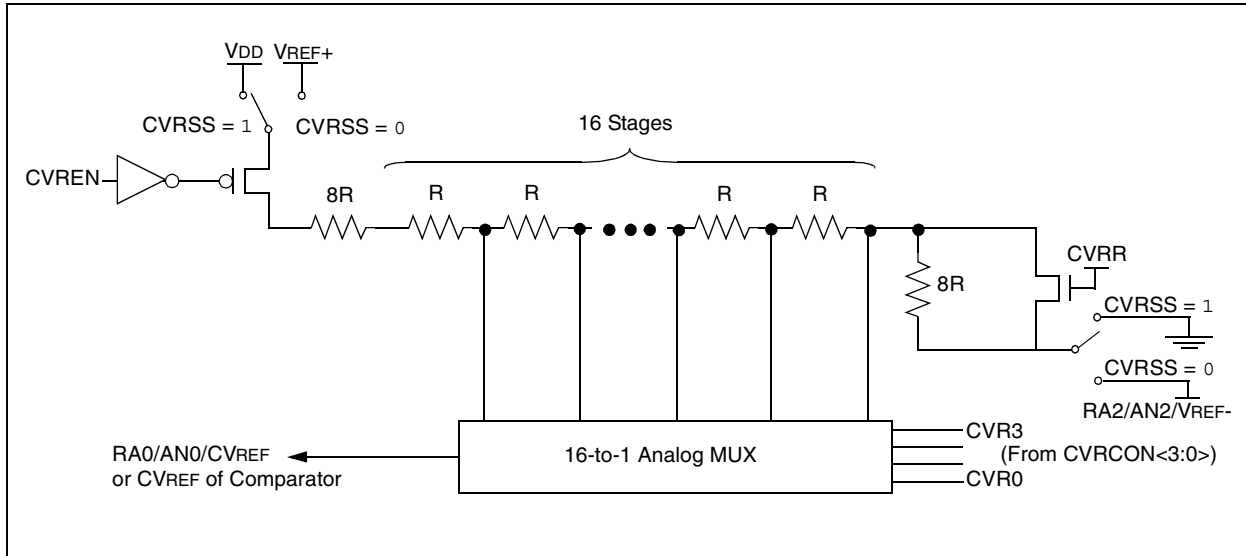 VDD VREF+
CVRSS = 1 CVRSS = 0
16 Stages
CVREN
8R R R R R
CVRR
8R
CVRSS = 1
CVRSS = 0
RA2/AN2/VREF-
RA0/AN0/CVREF
or CVREF of Comparator
16-to-1 Analog MUX
CVR3
(From CVRCON<3:0>)
CVR0